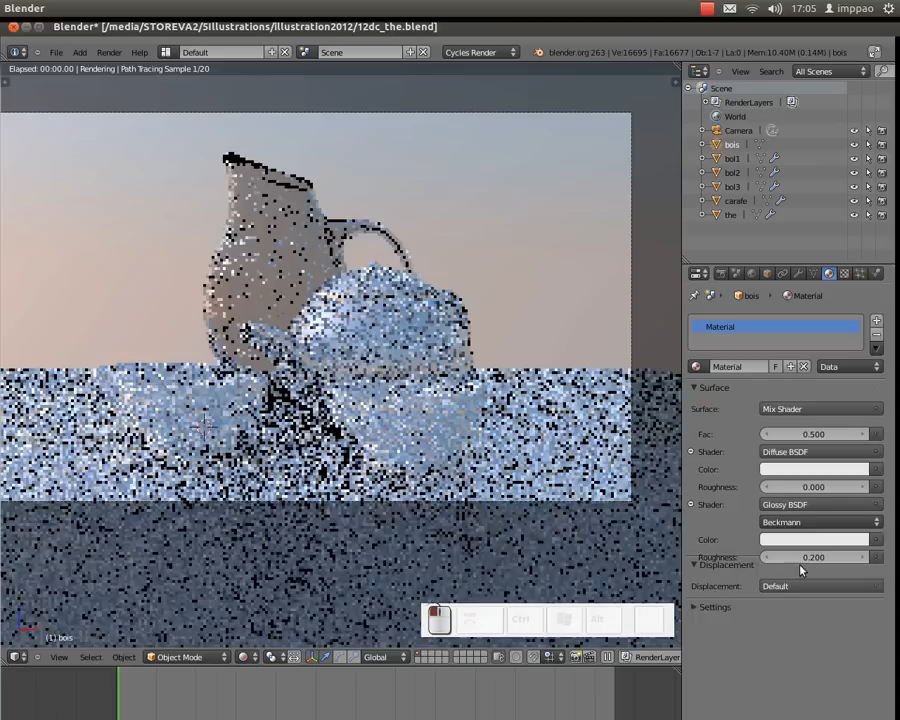 Blender
17:05 imppao
Blender* [/media/STOREVA2/5Illustrations/illustration2012/12dc_the.blend]
File Add Render Help Default Scene Cycles Render blender.org 263 | Ve:16695 | Fa:16677 | Ob:1-7 | La:0 | Mem:10.40M (0.14M) | bois
Elapsed: 00:00.00 | Rendering | Path Tracing Sample 1/20
View Search All Scenes
Scene
RenderLayers
World
Camera
bois
bol1
bol2
bol3
carafe
the
bois Material
Material
Material F Data
Surface
Surface: Mix Shader
Fac: 0.500
Shader: Diffuse BSDF
Color:
Roughness: 0.000
Shader: Glossy BSDF
Beckmann
Color:
Roughness: 0.200
Displacement
Displacement: Default
Settings
Ctrl Alt
(1) bois
View Select Object Object Mode Global RenderLayer